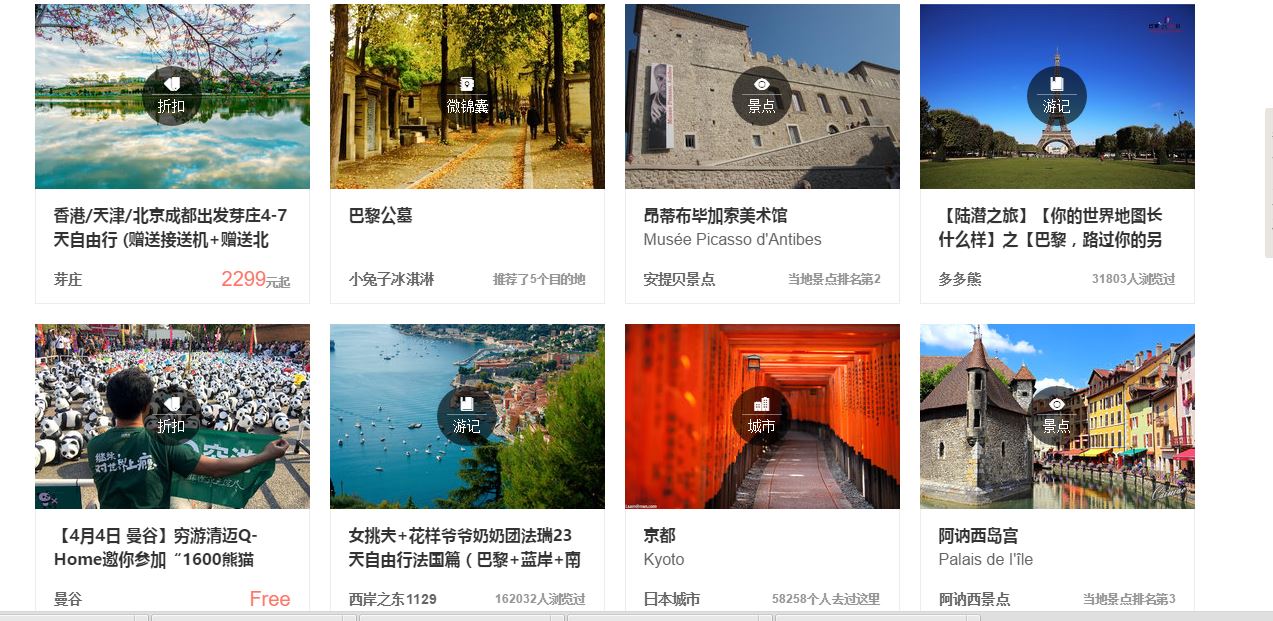 折扣
香港/天津/北京成都出发芽庄4-7
天自由行 (赠送接送机+赠送北
芽庄
2299元起
微锦囊
巴黎公墓
小兔子冰淇淋
推荐了5个目的地
景点
昂蒂布毕加索美术馆
Musée Picasso d'Antibes
安提贝景点
当地景点排名第2
游记
【陆潜之旅】【你的世界地图长
什么样】之【巴黎，路过你的另
多多熊
31803人浏览过
折扣
继续
对世界上瘾
穷游
【4月4日 曼谷】穷游清迈Q-
Home邀你参加“1600熊猫
曼谷
Free
游记
女挑夫+花样爷爷奶奶团法瑞23
天自由行法国篇（巴黎+蓝岸+南
西岸之东1129
162032人浏览过
城市
京都
Kyoto
日本城市
58258个人去过这里
景点
阿讷西岛宫
Palais de l'île
阿讷西景点
当地景点排名第3